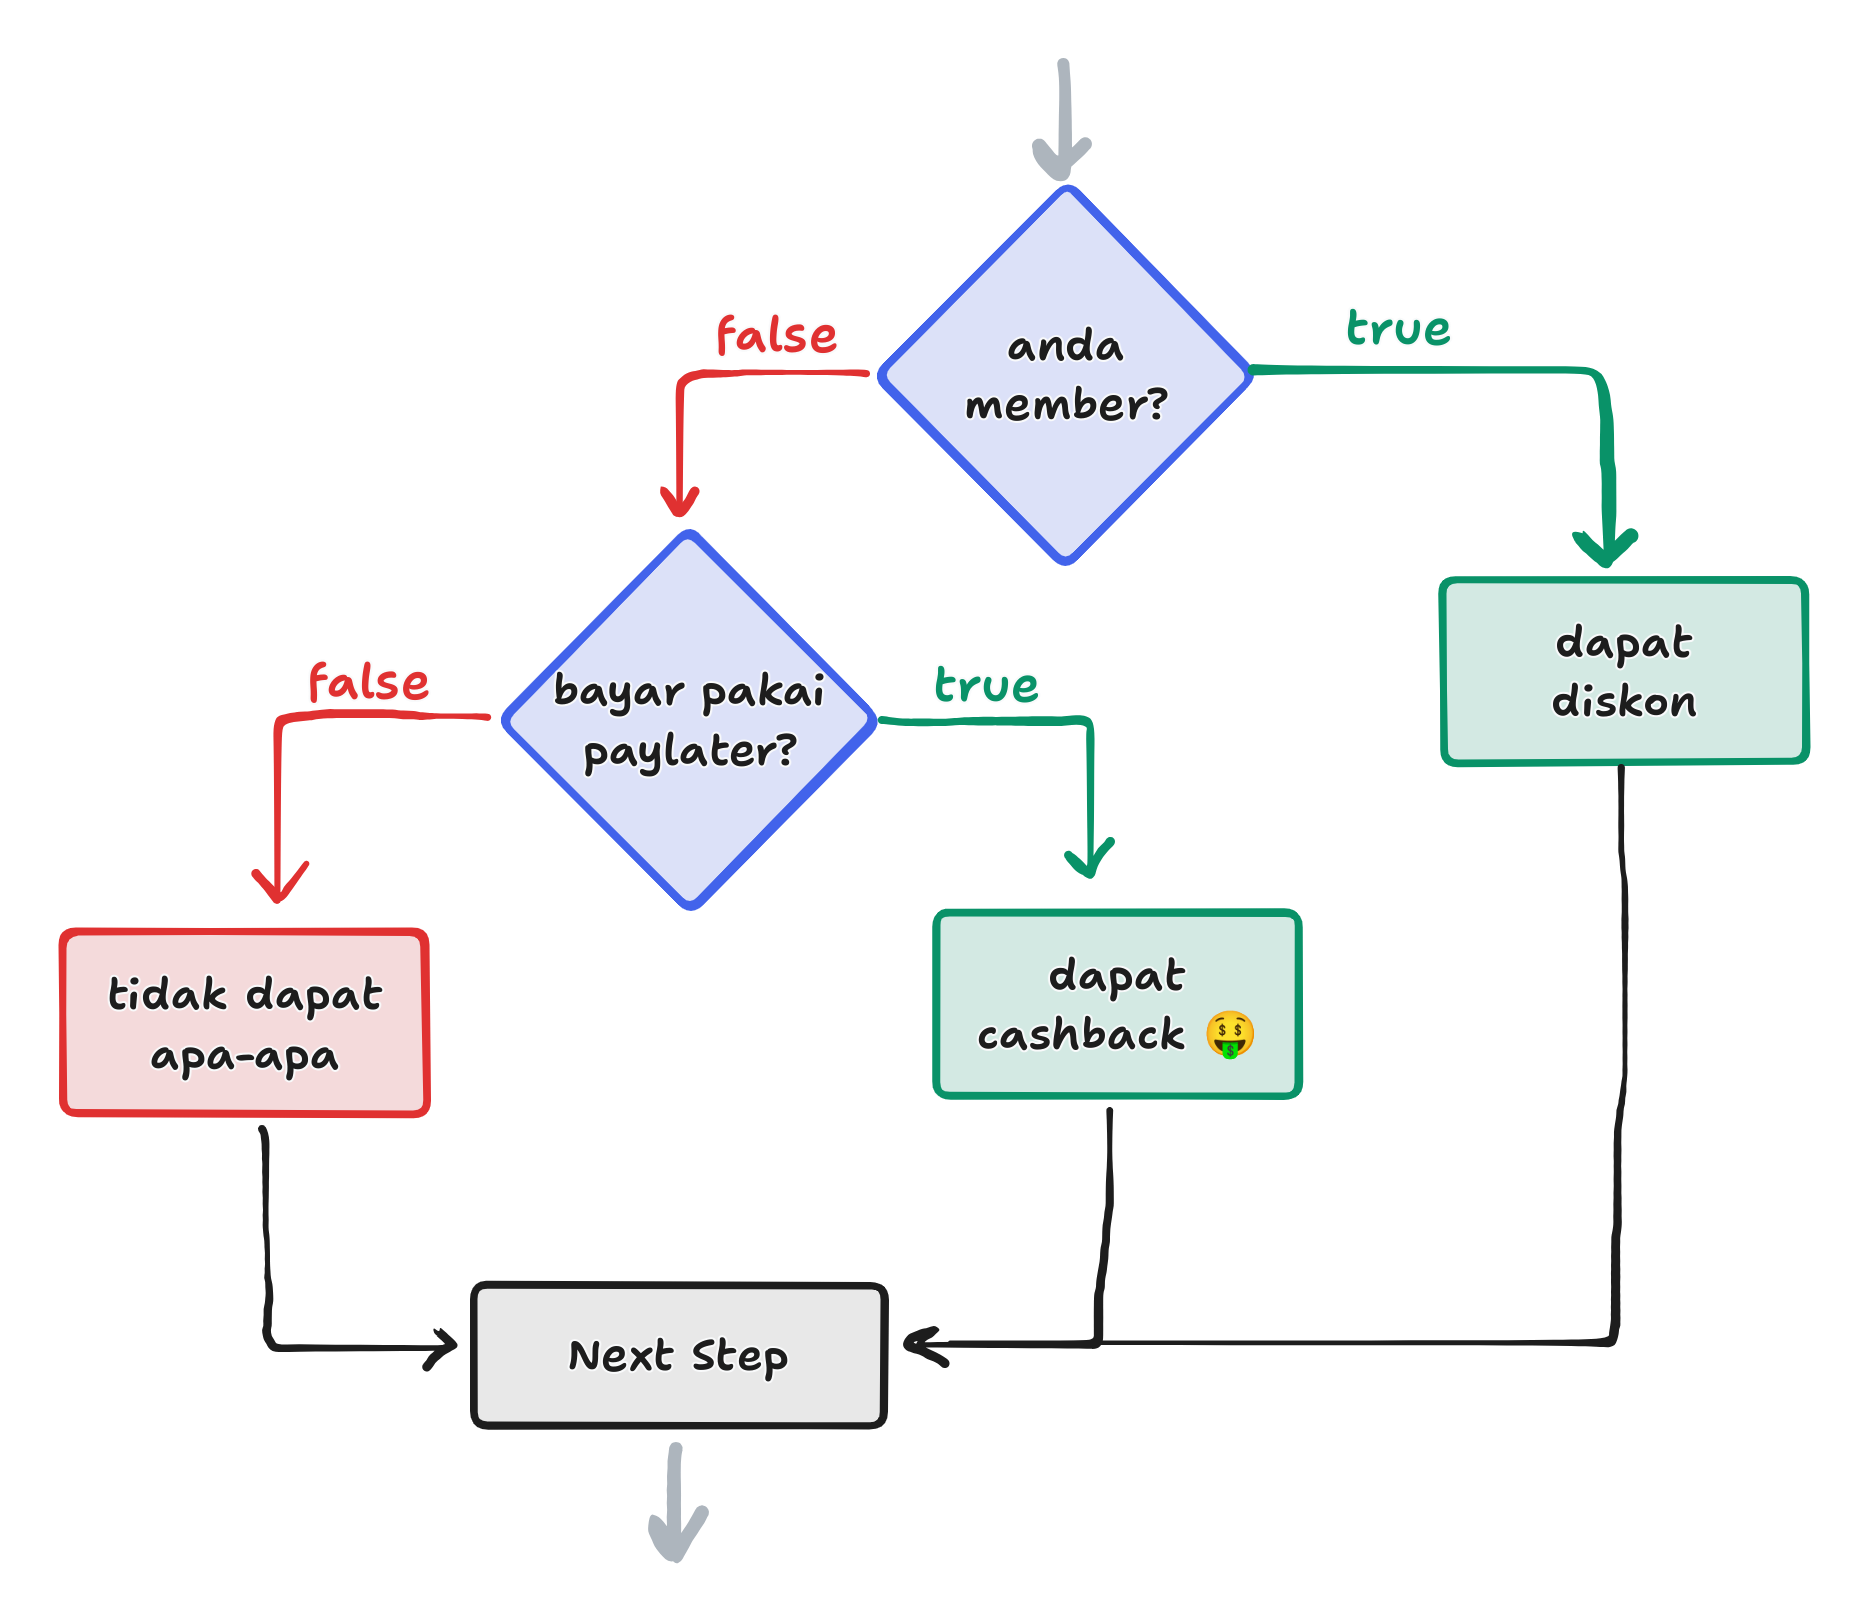 anda
member?
false
true
bayar pakai
paylater?
false
true
dapat
diskon
tidak dapat
apa-apa
dapat
cashback 🤑
Next Step